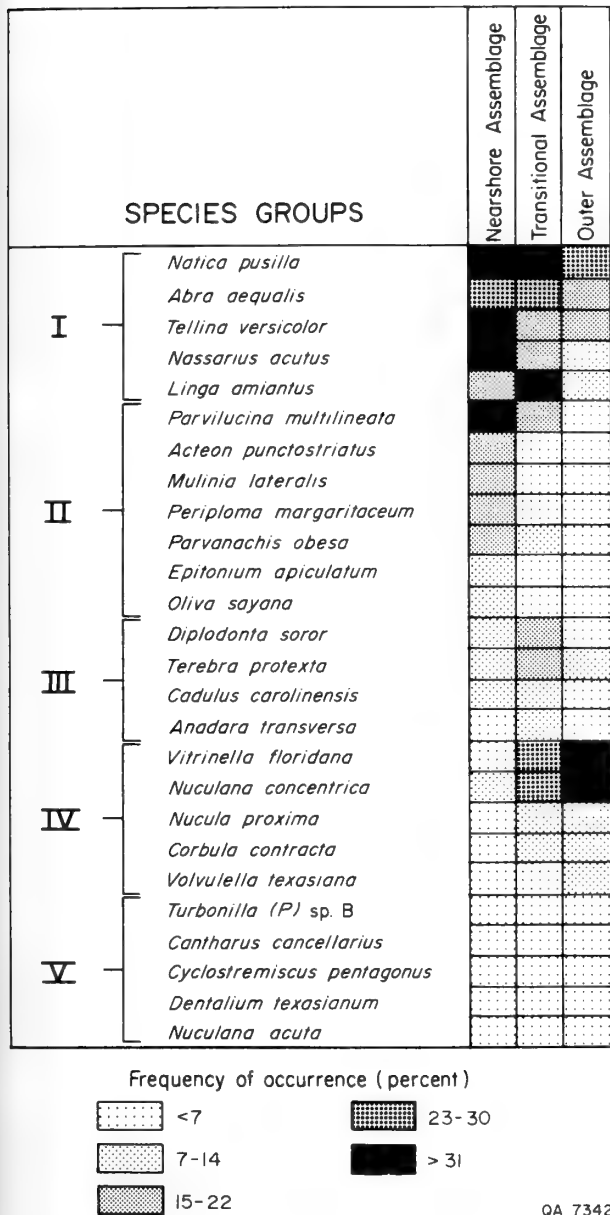 SPECIES GROUPS
Nearshore Assemblage
Transitional Assemblage
Outer Assemblage
I
Natica pusilla
Abra aequalis
Tellina versicolor
Nassarius acutus
Linga amiantus
II
Parvilucina multilineata
Acteon punctostriatus
Mulinia lateralis
Periploma margaritaceum
Parvanachis obesa
Epitonium apiculatum
Oliva sayana
III
Diplodonta soror
Terebra protexta
Cadulus carolinensis
Anadara transversa
IV
Vitrinella floridana
Nuculana concentrica
Nucula proxima
Corbula contracta
Volvulella texasiana
V
Turbonilla (P) sp. B
Cantharus cancellarius
Cyclostremiscus pentagonus
Dentalium texasianum
Nuculana acuta
Frequency of occurrence (percent)
<7
23-30
7-14
> 31
15-22
QA 7342